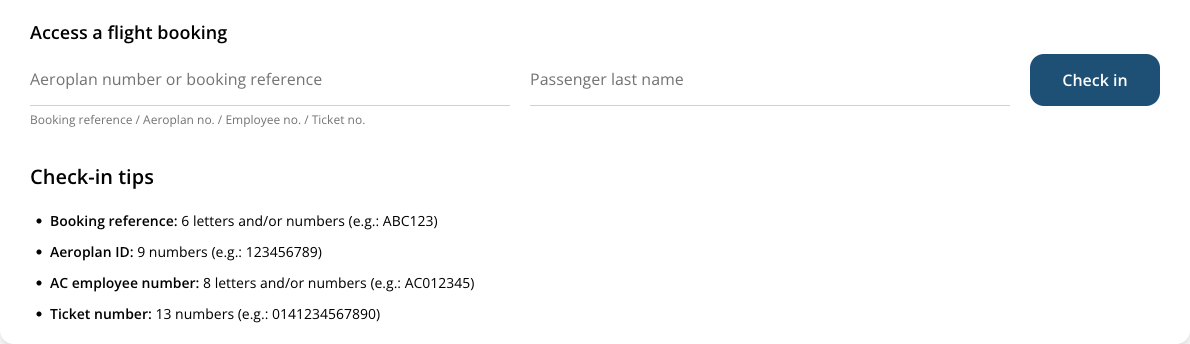 Access a flight booking
Aeroplan number or booking reference
Passenger last name
Check in
Booking reference / Aeroplan no. / Employee no. / Ticket no.
Check-in tips
• Booking reference: 6 letters and/or numbers (e.g.: ABC123)
• Aeroplan ID: 9 numbers (e.g.: 123456789)
• AC employee number: 8 letters and/or numbers (e.g.: AC012345)
• Ticket number: 13 numbers (e.g.: 0141234567890)